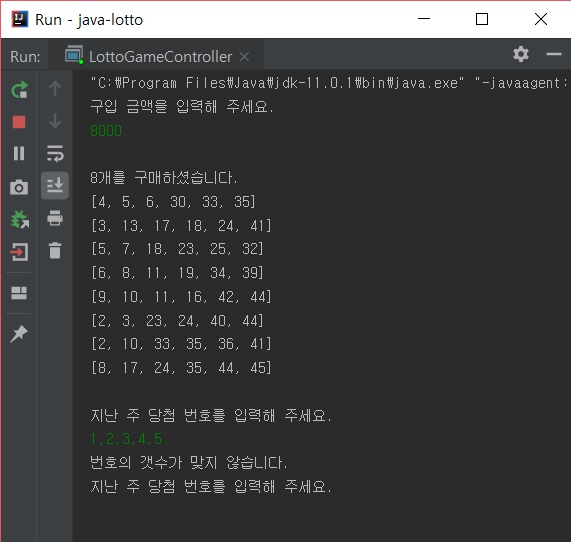 Run - java-lotto
Run: LottoGameController
"C:\Program Files\Java\jdk-11.0.1\bin\java.exe" "-javaagent:
구입 금액을 입력해 주세요.
8000
8개를 구매하셨습니다.
[4, 5, 6, 30, 33, 35]
[3, 13, 17, 18, 24, 41]
[5, 7, 18, 23, 25, 32]
[6, 8, 11, 19, 34, 39]
[9, 10, 11, 16, 42, 44]
[2, 3, 23, 24, 40, 44]
[2, 10, 33, 35, 36, 41]
[8, 17, 24, 35, 44, 45]
지난 주 당첨 번호를 입력해 주세요.
1,2,3,4,5
번호의 갯수가 맞지 않습니다.
지난 주 당첨 번호를 입력해 주세요.